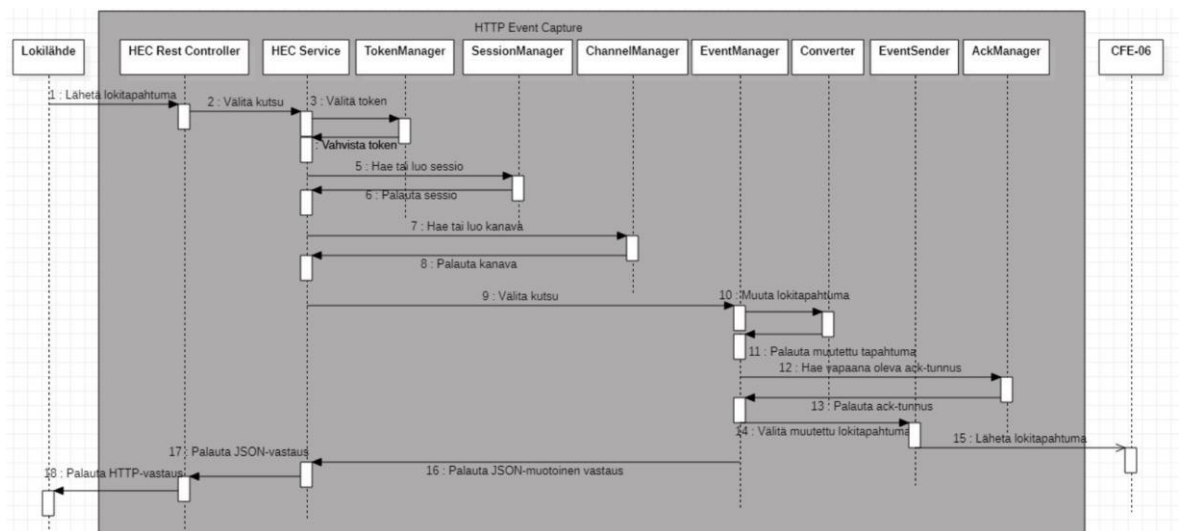 HTTP Event Capture
Lokilähde
HEC Rest Controller
HEC Service
TokenManager
SessionManager
ChannelManager
EventManager
Converter
EventSender
AckManager
CFE-06
1 : Lähetä lokitapahtuma
2 : Välitä kutsu
3 : Välitä token
: Vahvista token
5 : Hae tai luo sessio
6 : Palauta sessio
7 : Hae tai luo kanava
8 : Palauta kanava
9 : Välitä kutsu
10 : Muuta lokitapahtuma
11 : Palauta muutettu tapahtuma
12 : Hae vapaana oleva ack-tunnus
13 : Palauta ack-tunnus
14 : Välitä muutettu lokitapahtuma
15 : Läheta lokitapahtuma
16 : Palauta JSON-muotoinen vastaus
17 : Palauta JSON-vastaus
18 : Palauta HTTP-vastaus